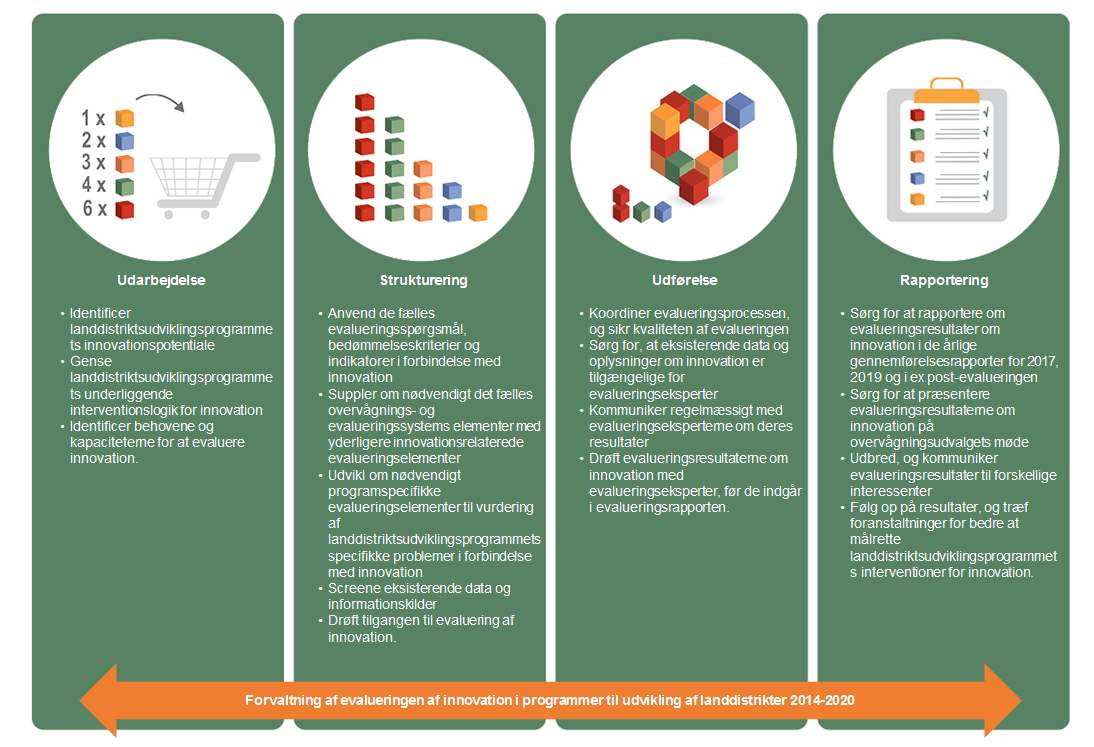 1 x
2 x
3 x
4 x
6 x
Udarbejdelse
• Identificer
landdistriktsudviklingsprogramme
ts innovationspotentiale
• Gense
landdistriktsudviklingsprogramme
ts underliggende
interventionslogik for innovation
• Identificer behovene og
kapaciteterne for at evaluere
innovation.
Strukturering
• Anvend de fælles
evalueringsspørgsmål,
bedømmelseskriterier og
indikatorer i forbindelse med
innovation
• Suppler om nødvendigt det fælles
overvågnings- og
evalueringssystems elementer med
yderligere innovationsrelaterede
evalueringselementer
• Udvikl om nødvendigt
programspecifikke
evalueringselementer til vurdering
af
landdistriktsudviklingsprogrammets
specifikke problemer i forbindelse
med innovation
• Screene eksisterende data og
informationskilder
• Drøft tilgangen til evaluering af
innovation.
Udførelse
• Koordiner evalueringsprocessen,
og sikr kvaliteten af evalueringen
• Sørg for, at eksisterende data og
oplysninger om innovation er
tilgængelige for
evalueringseksperter
• Kommuniker regelmæssigt med
evalueringseksperterne om deres
resultater
• Drøft evalueringsresultaterne om
innovation med
evalueringseksperter, før de indgår
i evalueringsrapporten.
Rapportering
• Sørg for at rapportere om
evalueringsresultater om
innovation i de årlige
gennemførelsesrapporter for 2017,
2019 og i ex post-evalueringen
• Sørg for at præsentere
evalueringsresultaterne om
innovation på
overvågningsudvalgets møde
• Udbred, og kommuniker
evalueringsresultater til forskellige
interessenter
• Følg op på resultater, og træf
foranstaltninger for bedre at
målrette
landdistriktsudviklingsprogrammet
s interventioner for innovation.
Forvaltning af evalueringen af innovation i programmer til udvikling af landdistrikter 2014-2020